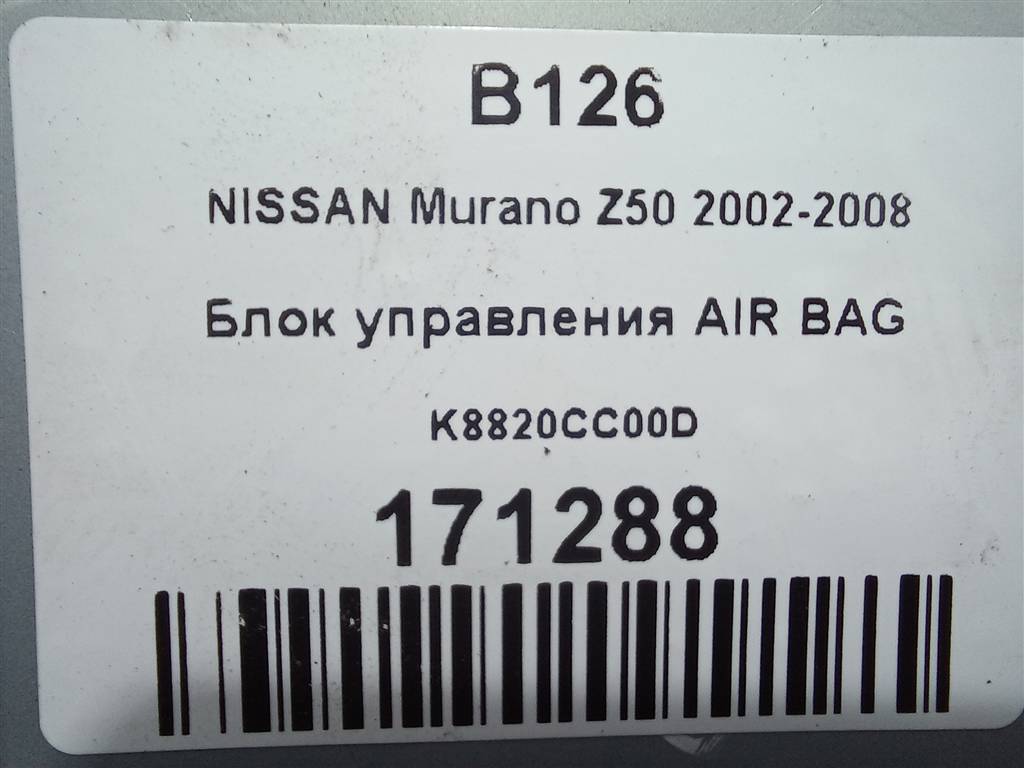 B126
NISSAN Murano Z50 2002-2008
Блок управления AIR BAG
K8820CC00D
171288